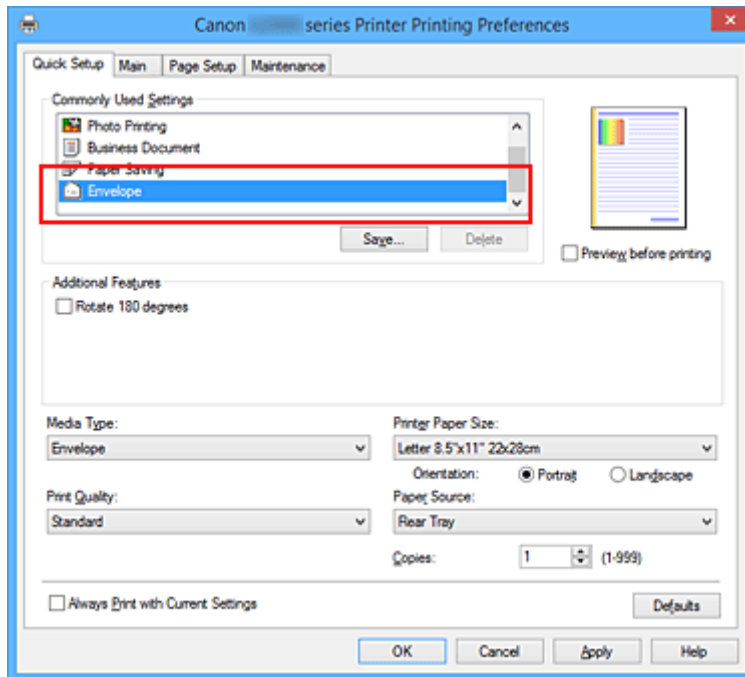 Canon series Printer Printing Preferences
Quick Setup Main Page Setup Maintenance
Commonly Used Settings
Photo Printing
Business Document
Paper Saving
Envelope
Save... Delete
Preview before printing
Additional Features
Rotate 180 degrees
Media Type: Printer Paper Size:
Envelope Letter 8.5"x11" 22x28cm
Orientation: Portrait Landscape
Print Quality: Paper Source:
Standard Rear Tray
Copies: 1 (1-999)
Always Print with Current Settings Defaults
OK Cancel Apply Help